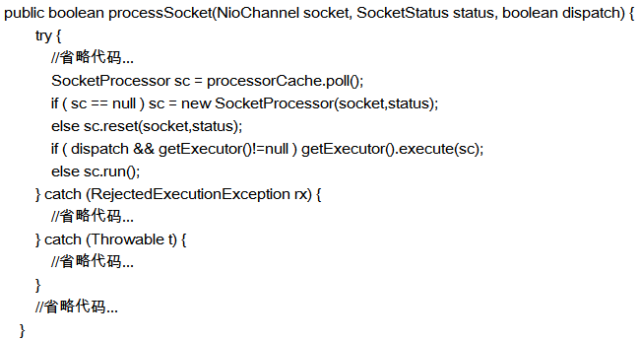 public boolean processSocket(NioChannel socket, SocketStatus status, boolean dispatch) {
try {
//省略代码...
SocketProcessor sc = processorCache.poll();
if ( sc == null ) sc = new SocketProcessor(socket,status);
else sc.reset(socket,status);
if ( dispatch && getExecutor()!=null ) getExecutor().execute(sc);
else sc.run();
} catch (RejectedExecutionException rx) {
//省略代码...
} catch (Throwable t) {
//省略代码...
}
//省略代码...
}